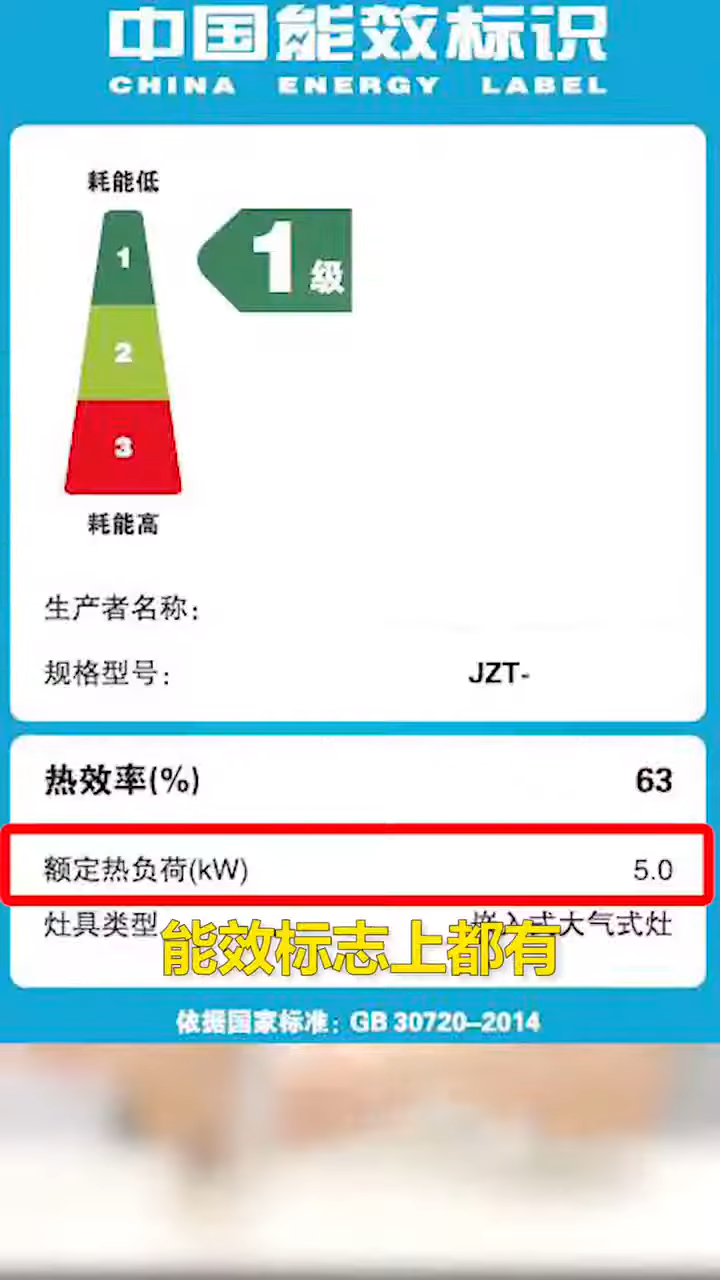 中国能效标识
CHINA ENERGY LABEL
耗能低
1
1级
2
3
耗能高
生产者名称：
规格型号： JZT-
热效率(%) 63
额定热负荷(kW) 5.0
灶具类型 嵌入式大气式灶
能效标志上都有
依据国家标准：GB 30720-2014